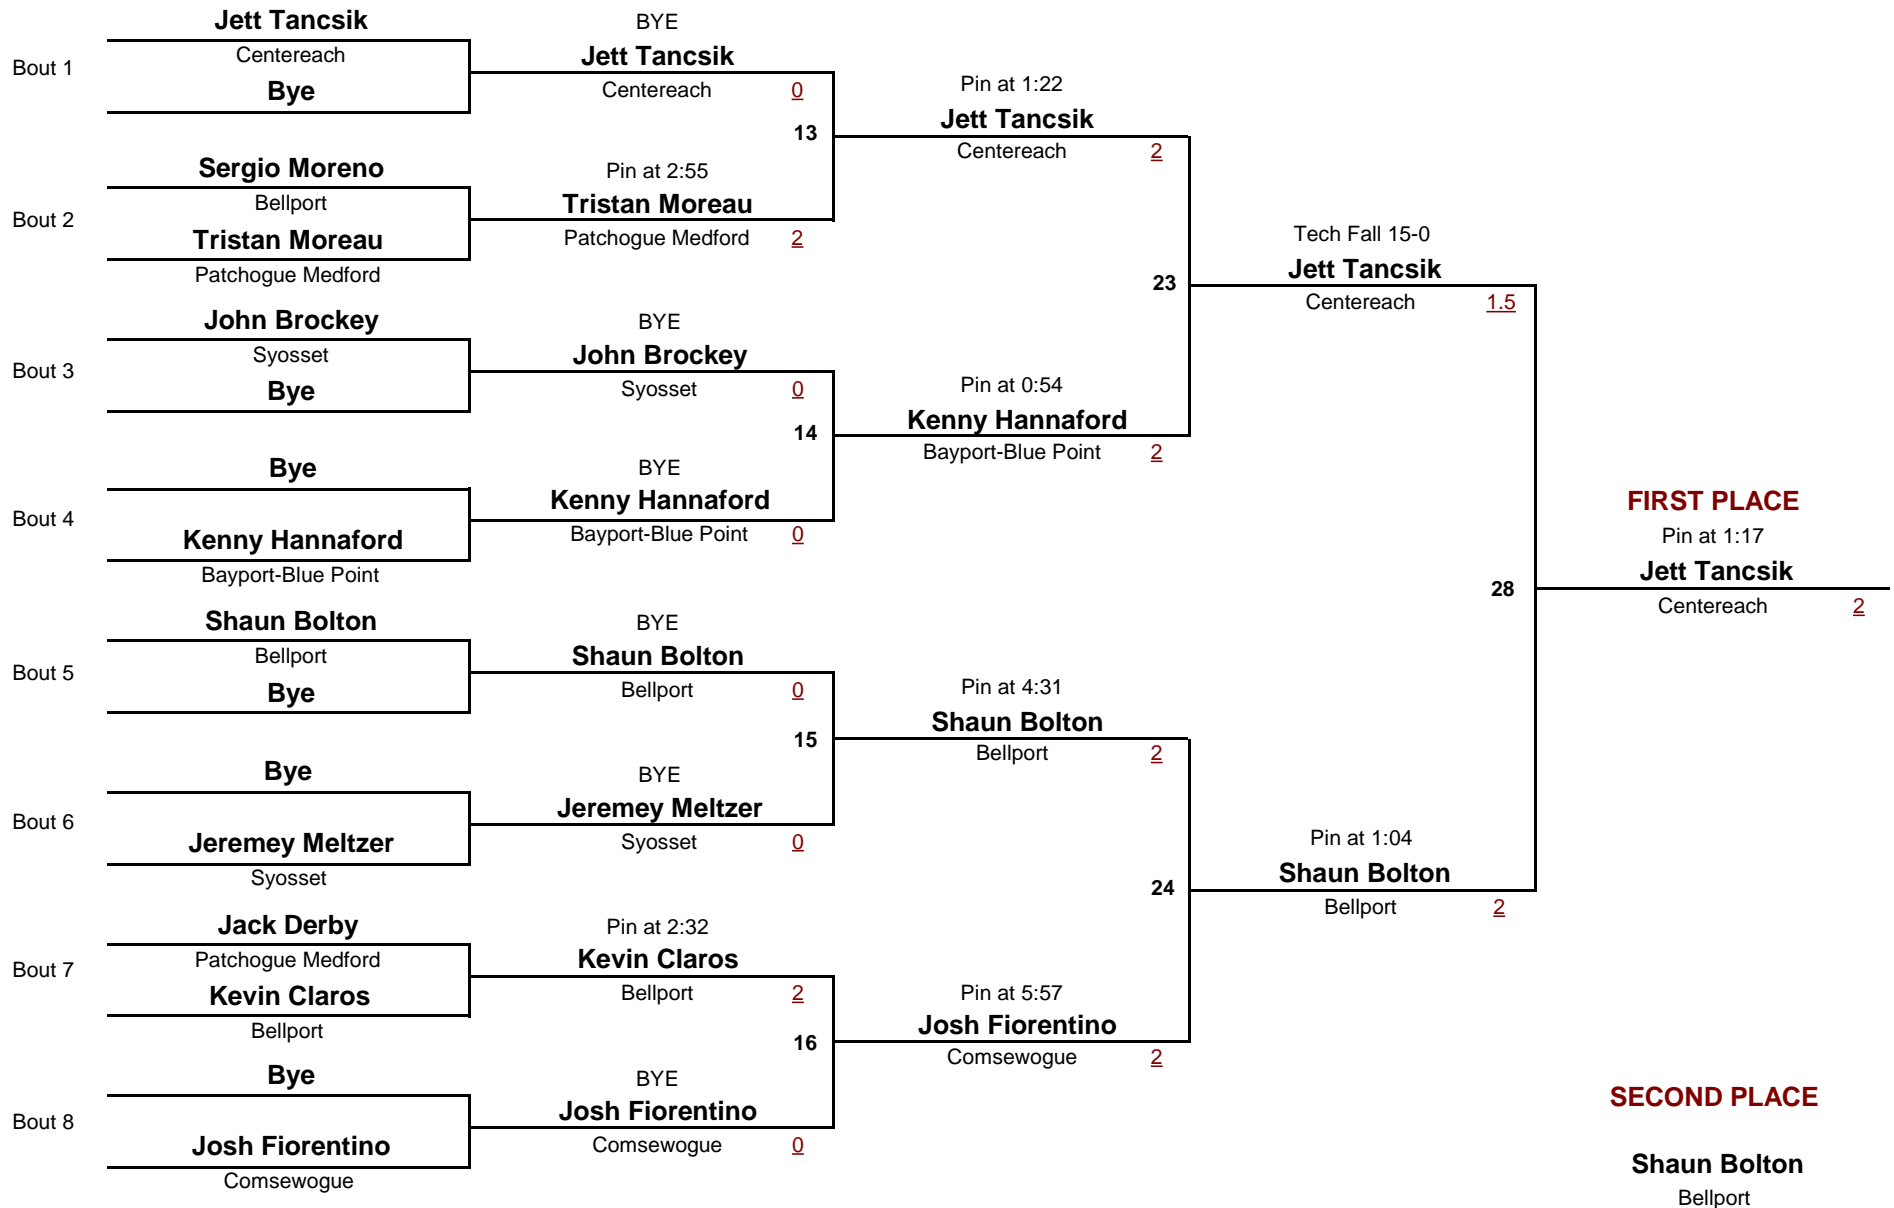 Bout 1
Jett Tancsik
Centereach
Bye
Bout 2
Sergio Moreno
Bellport
Tristan Moreau
Patchogue Medford
Bout 3
John Brockey
Syosset
Bye
Bout 4
Bye
Kenny Hannaford
Bayport-Blue Point
Bout 5
Shaun Bolton
Bellport
Bye
Bout 6
Bye
Jeremey Meltzer
Syosset
Bout 7
Jack Derby
Patchogue Medford
Kevin Claros
Bellport
Bout 8
Bye
Josh Fiorentino
Comsewogue
BYE
Jett Tancsik
Centereach 0
13
Pin at 2:55
Tristan Moreau
Patchogue Medford 2
BYE
John Brockey
Syosset 0
14
BYE
Kenny Hannaford
Bayport-Blue Point 0
BYE
Shaun Bolton
Bellport 0
15
BYE
Jeremey Meltzer
Syosset 0
Pin at 2:32
Kevin Claros
Bellport 2
16
BYE
Josh Fiorentino
Comsewogue 0
Pin at 1:22
Jett Tancsik
Centereach 2
23
Pin at 0:54
Kenny Hannaford
Bayport-Blue Point 2
Pin at 4:31
Shaun Bolton
Bellport 2
24
Pin at 5:57
Josh Fiorentino
Comsewogue 2
Tech Fall 15-0
Jett Tancsik
Centereach 1.5
28
Pin at 1:04
Shaun Bolton
Bellport 2
FIRST PLACE
Pin at 1:17
Jett Tancsik
Centereach 2
SECOND PLACE
Shaun Bolton
Bellport